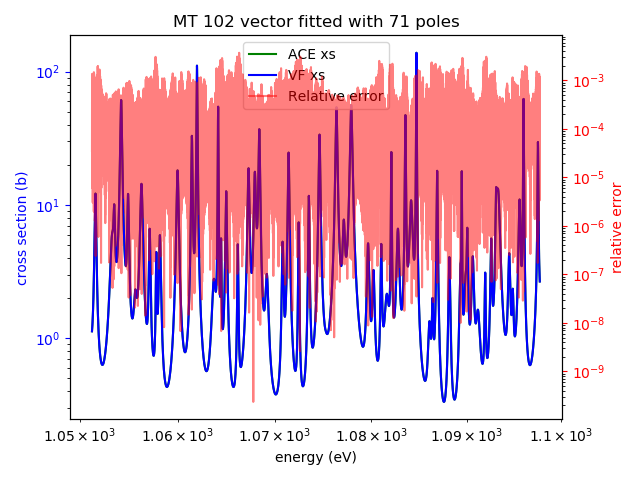 MT 102 vector fitted with 71 poles
ACE xs
VF xs
Relative error
10²
10¹
10⁰
cross section (b)
10⁻³
10⁻⁴
10⁻⁵
10⁻⁶
10⁻⁷
10⁻⁸
10⁻⁹
relative error
1.05 × 10³ 1.06 × 10³ 1.07 × 10³ 1.08 × 10³ 1.09 × 10³ 1.1 × 10³
energy (eV)